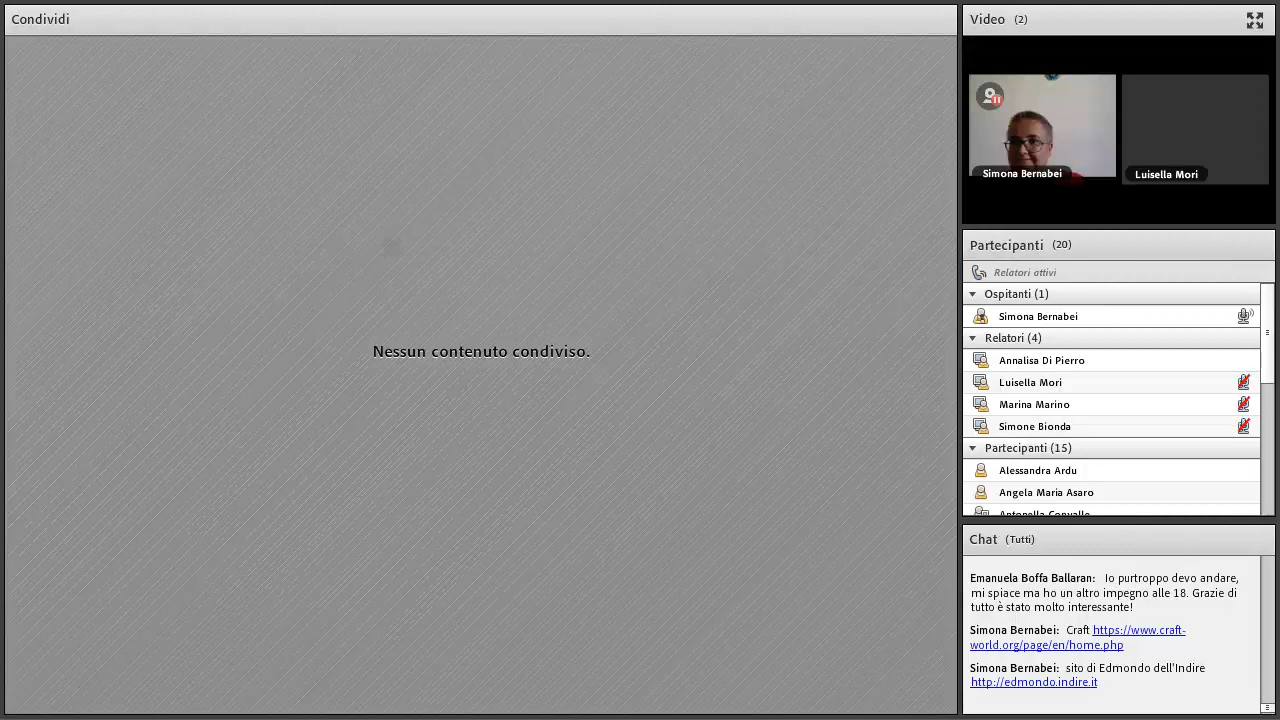 Condividi
Nessun contenuto condiviso.
Video (2)
Simona Bernabei
Luisella Mori
Partecipanti (20)
Relatori attivi
Ospitanti (1)
Simona Bernabei
Relatori (4)
Annalisa Di Pierro
Luisella Mori
Marina Marino
Simone Bionda
Partecipanti (15)
Alessandra Ardu
Angela Maria Asaro
Antonella Convalle
Chat (Tutti)
Emanuela Boffa Ballaran: Io purtroppo devo andare,
mi spiace ma ho un altro impegno alle 18. Grazie di
tutto è stato molto interessante!
Simona Bernabei: Craft https://www.craft-
world.org/page/en/home.php
Simona Bernabei: sito di Edmondo dell'Indire
http://edmondo.indire.it